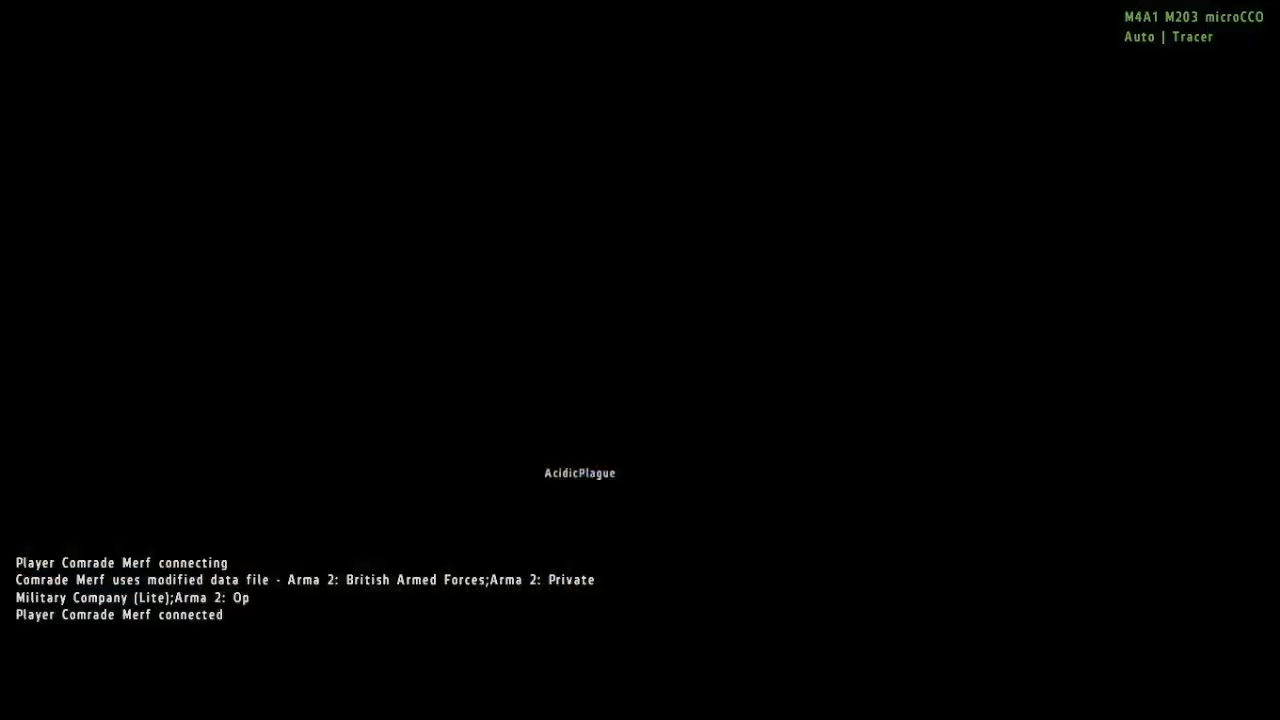 M4A1 M203 microCCO
Auto | Tracer
AcidicPlague
Player Comrade Merf connecting
Comrade Merf uses modified data file - Arma 2: British Armed Forces;Arma 2: Private
Military Company (Lite);Arma 2: Op
Player Comrade Merf connected